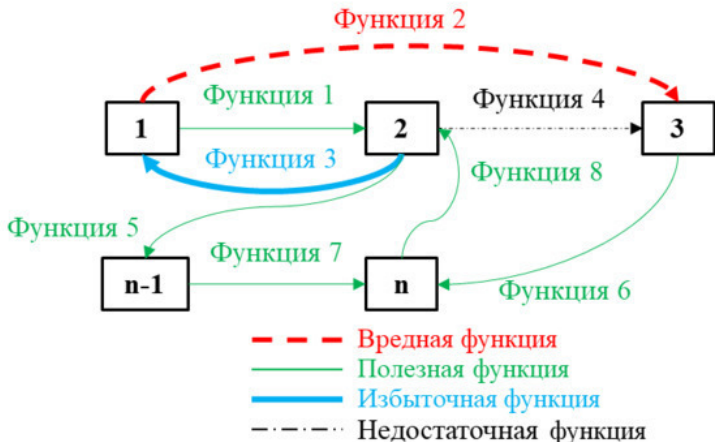 Функция 2
Функция 1
Функция 4
1
2
3
Функция 3
Функция 8
Функция 5
Функция 7
n-1
n
Функция 6
Вредная функция
Полезная функция
Избыточная функция
Недостаточная функция